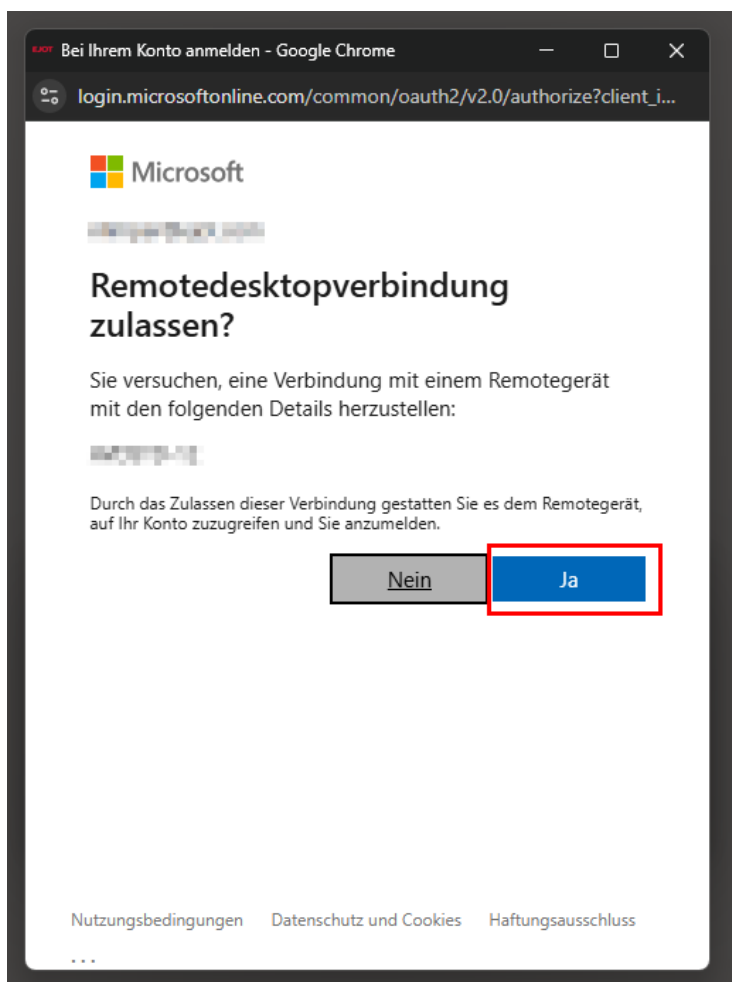 EJOT Bei Ihrem Konto anmelden - Google Chrome
login.microsoftonline.com/common/oauth2/v2.0/authorize?client_i...
Microsoft
Remotedesktopverbindung
zulassen?
Sie versuchen, eine Verbindung mit einem Remotegerät
mit den folgenden Details herzustellen:
Durch das Zulassen dieser Verbindung gestatten Sie es dem Remotegerät,
auf Ihr Konto zuzugreifen und Sie anzumelden.
Nein Ja
Nutzungsbedingungen Datenschutz und Cookies Haftungsausschluss
...